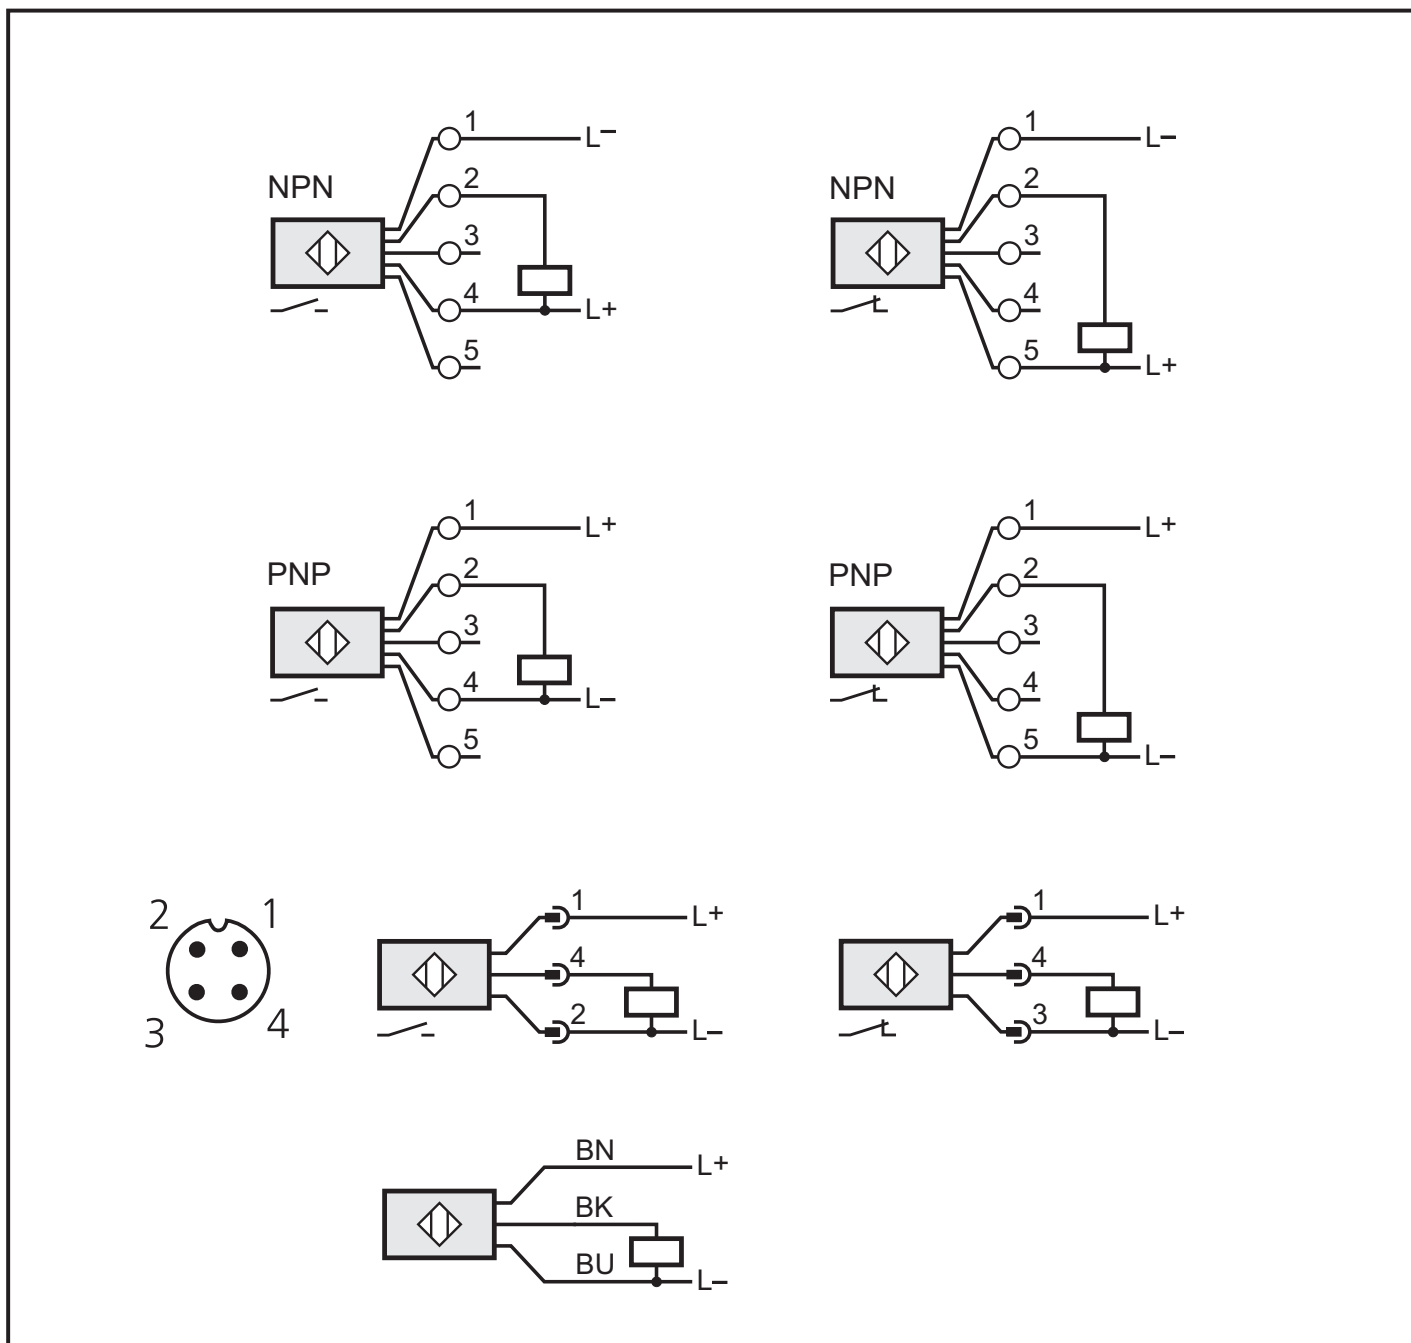 1 L– 1 L–
NPN 2 NPN 2
3 3
4 L+ 4
5 5 L+
1 L+ 1 L+
PNP 2 PNP 2
3 3
4 L– 4
5 5 L–
2 1 1 L+ 1 L+
4 4
3 4 2 L– 3 L–
BN L+
BK
BU L–